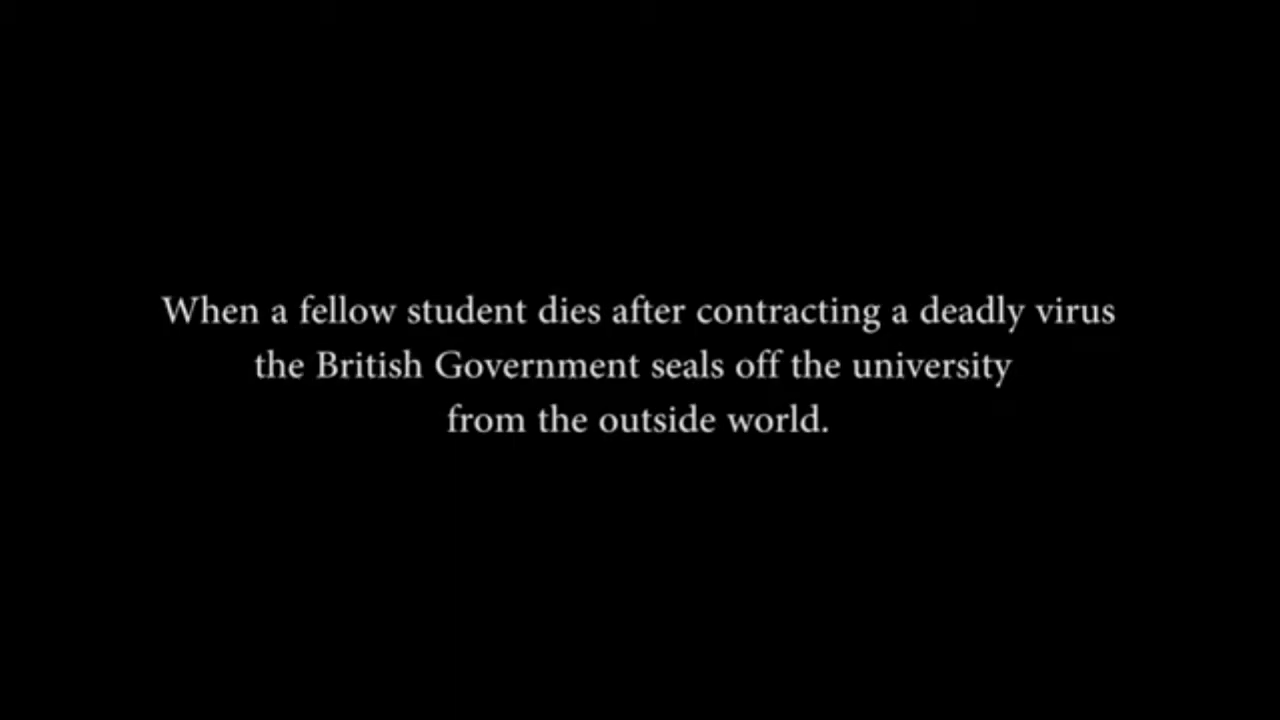 When a fellow student dies after contracting a deadly virus
the British Government seals off the university
from the outside world.